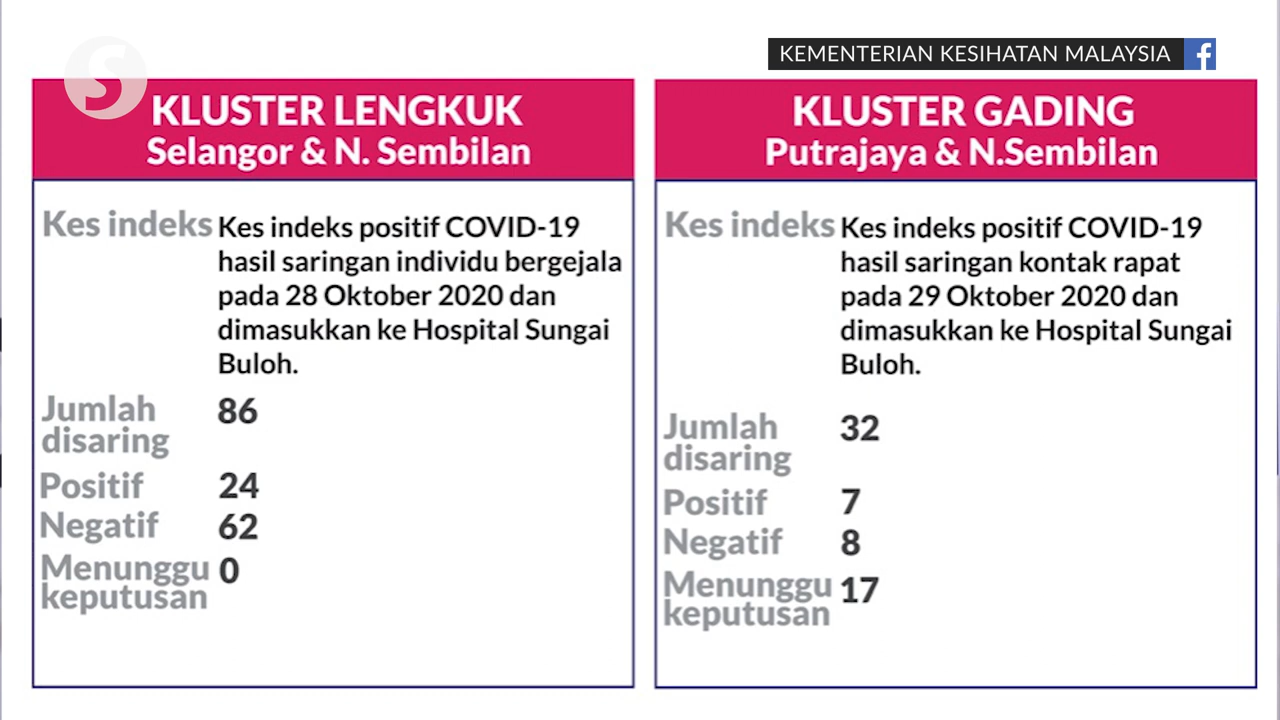 KEMENTERIAN KESIHATAN MALAYSIA
KLUSTER LENGKUK
Selangor & N. Sembilan
Kes indeks
Kes indeks positif COVID-19
hasil saringan individu bergejala
pada 28 Oktober 2020 dan
dimasukkan ke Hospital Sungai
Buloh.
Jumlah
disaring
86
Positif 24
Negatif 62
Menunggu
keputusan
0
KLUSTER GADING
Putrajaya & N.Sembilan
Kes indeks
Kes indeks positif COVID-19
hasil saringan kontak rapat
pada 29 Oktober 2020 dan
dimasukkan ke Hospital Sungai
Buloh.
Jumlah
disaring
32
Positif 7
Negatif 8
Menunggu
keputusan
17